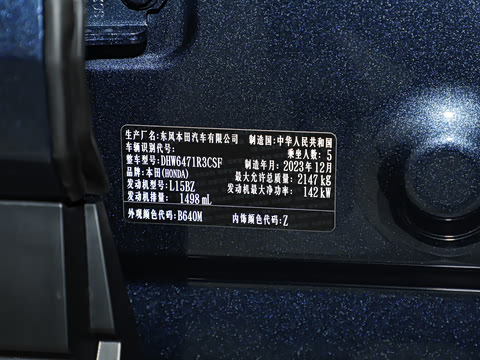 生产厂名:东风本田汽车有限公司 制造国:中华人民共和国
车辆识别代号: 乘坐人数: 5
整车型号:DHW6471R3CSF 制造年月:2023年12月
品牌:本田(HONDA) 最大允许总质量: 2147kg
发动机型号:L15BZ 发动机最大净功率: 142kW
发动机排量: 1498 mL
外观颜色代码:B640M 内饰颜色代码:Z